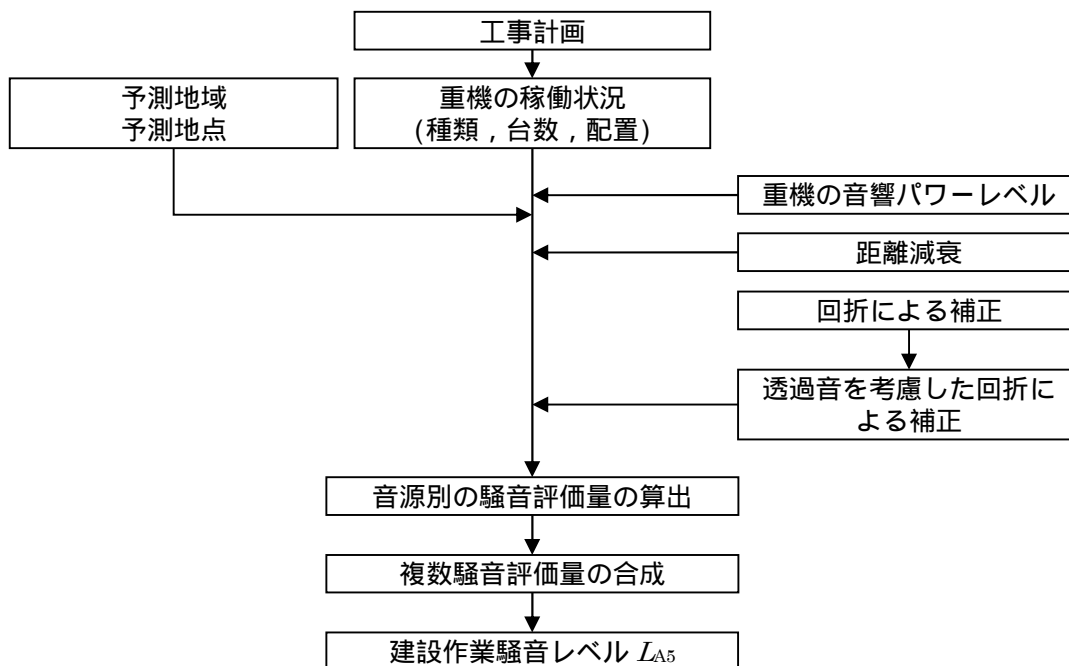 工事計画
予測地域
予測地点
重機の稼働状況
(種類，台数，配置)
重機の音響パワーレベル
距離減衰
回折による補正
透過音を考慮した回折に
よる補正
音源別の騒音評価量の算出
複数騒音評価量の合成
建設作業騒音レベル LA5